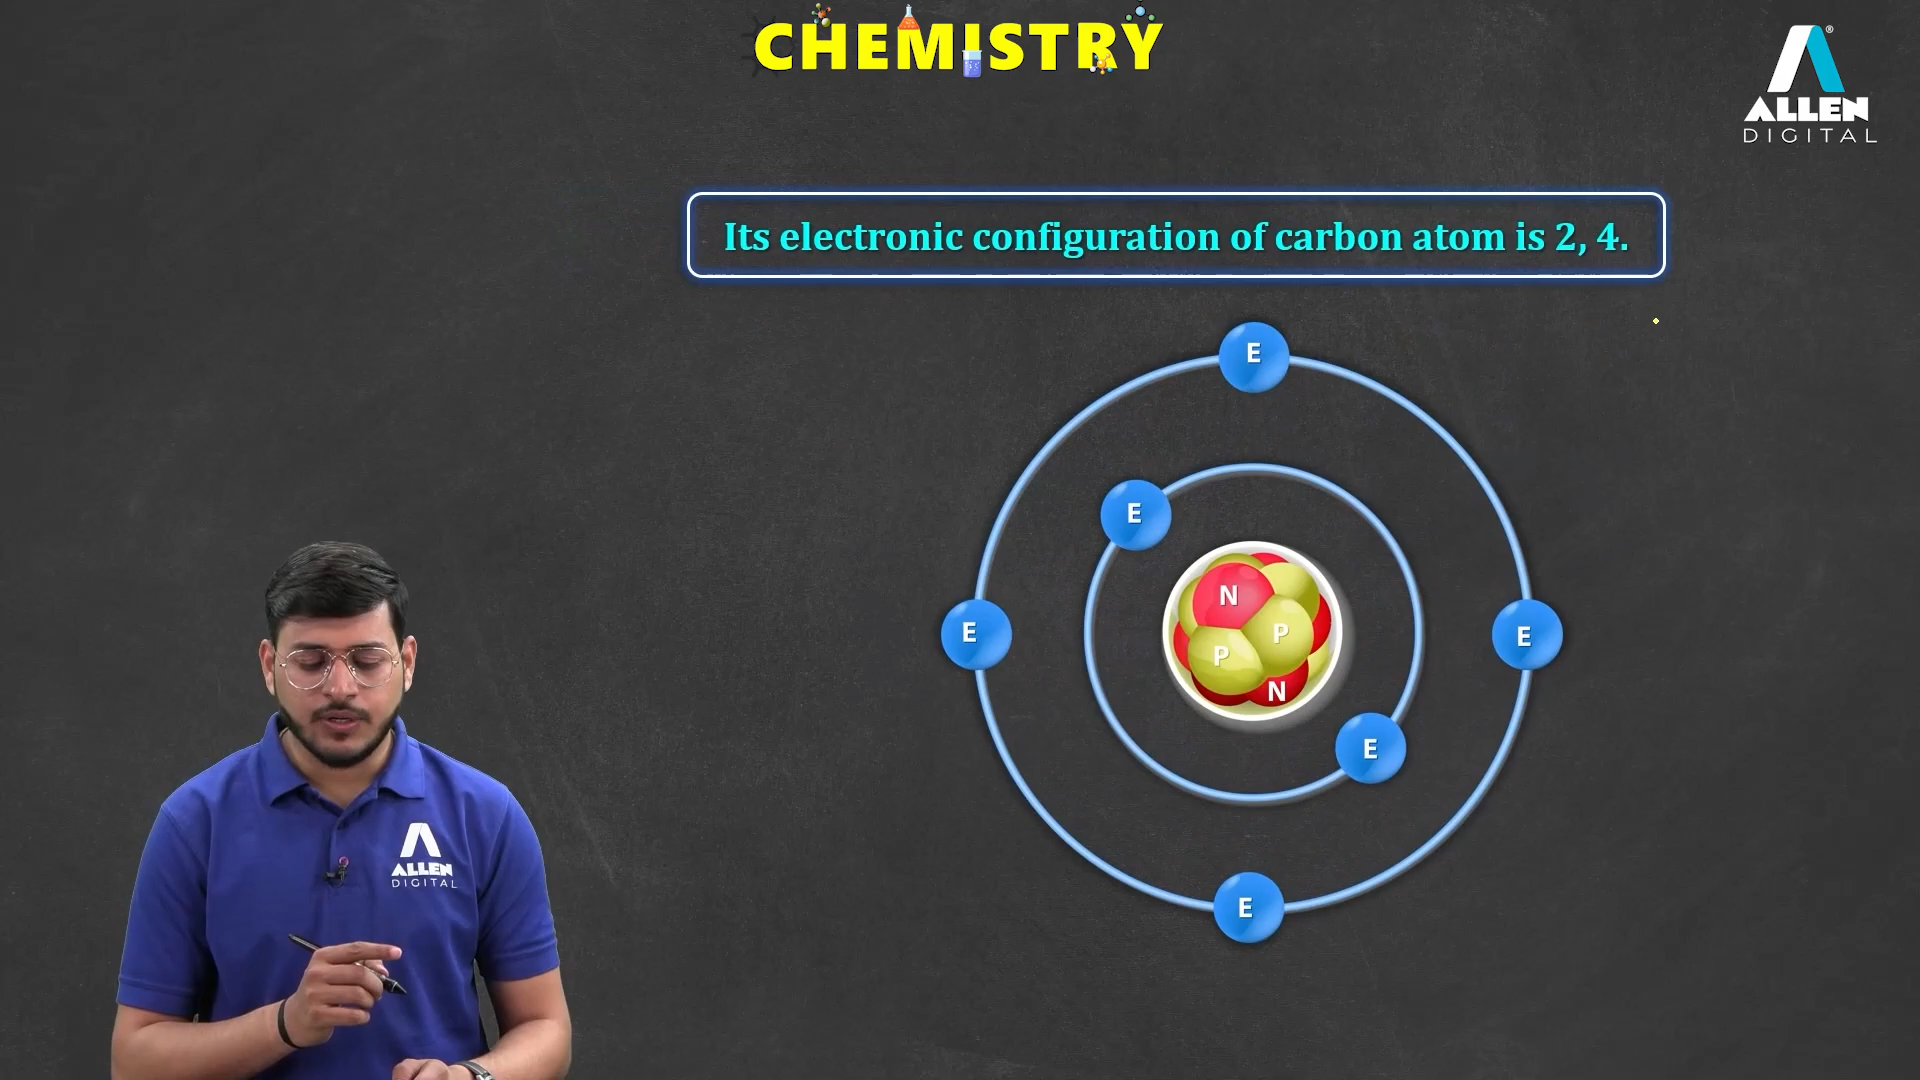 CHEMISTRY
ALLEN
DIGITAL
Its electronic configuration of carbon atom is 2, 4.
E
E
N
P
E
E
P
N
E
E
ALLEN
DIGITAL